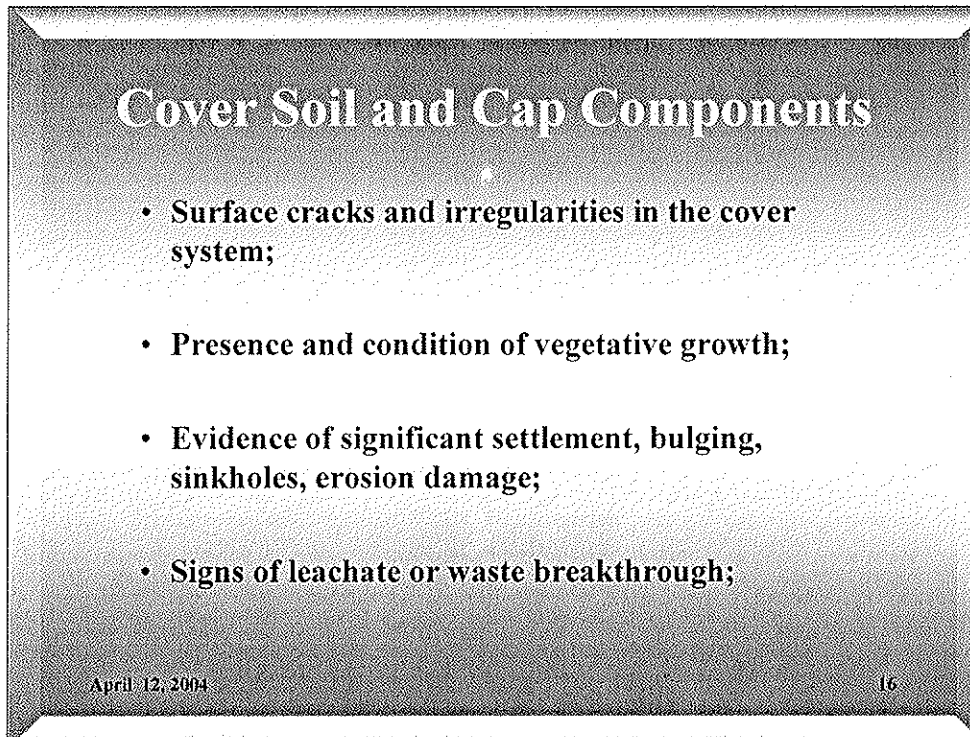 Cover Soil and Cap Components
• Surface cracks and irregularities in the cover
system;
• Presence and condition of vegetative growth;
• Evidence of significant settlement, bulging,
sinkholes, erosion damage;
• Signs of leachate or waste breakthrough;
April 12, 2004
16